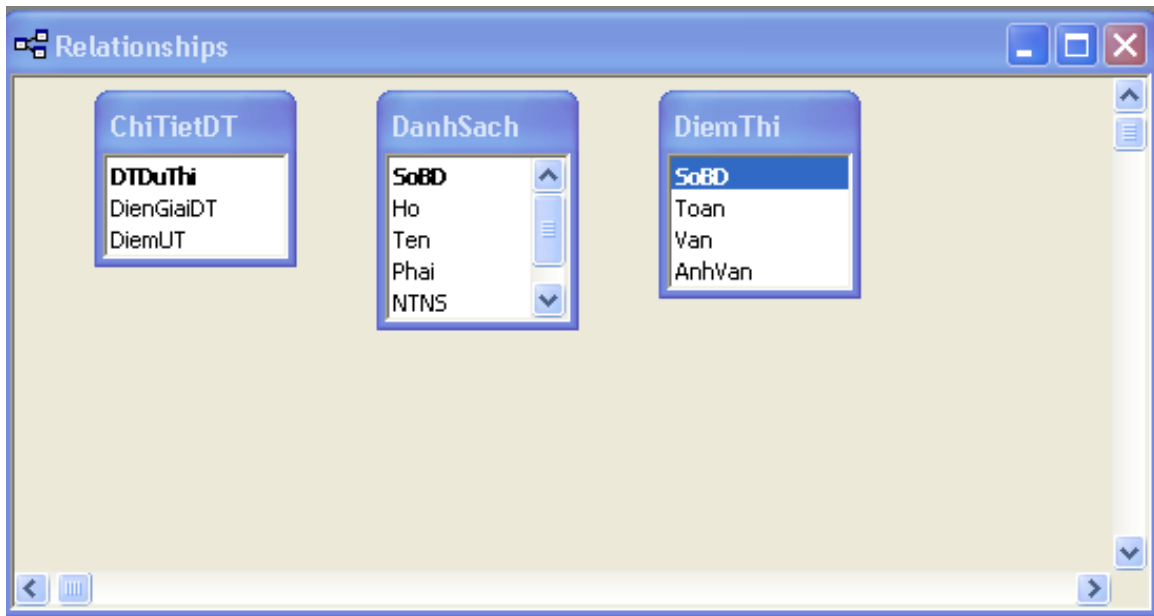 Relationships
ChiTietDT
DTDuThi
DienGiaiDT
DiemUT
DanhSach
SoBD
Ho
Ten
Phai
NTNS
DiemThi
SoBD
Toan
Van
AnhVan